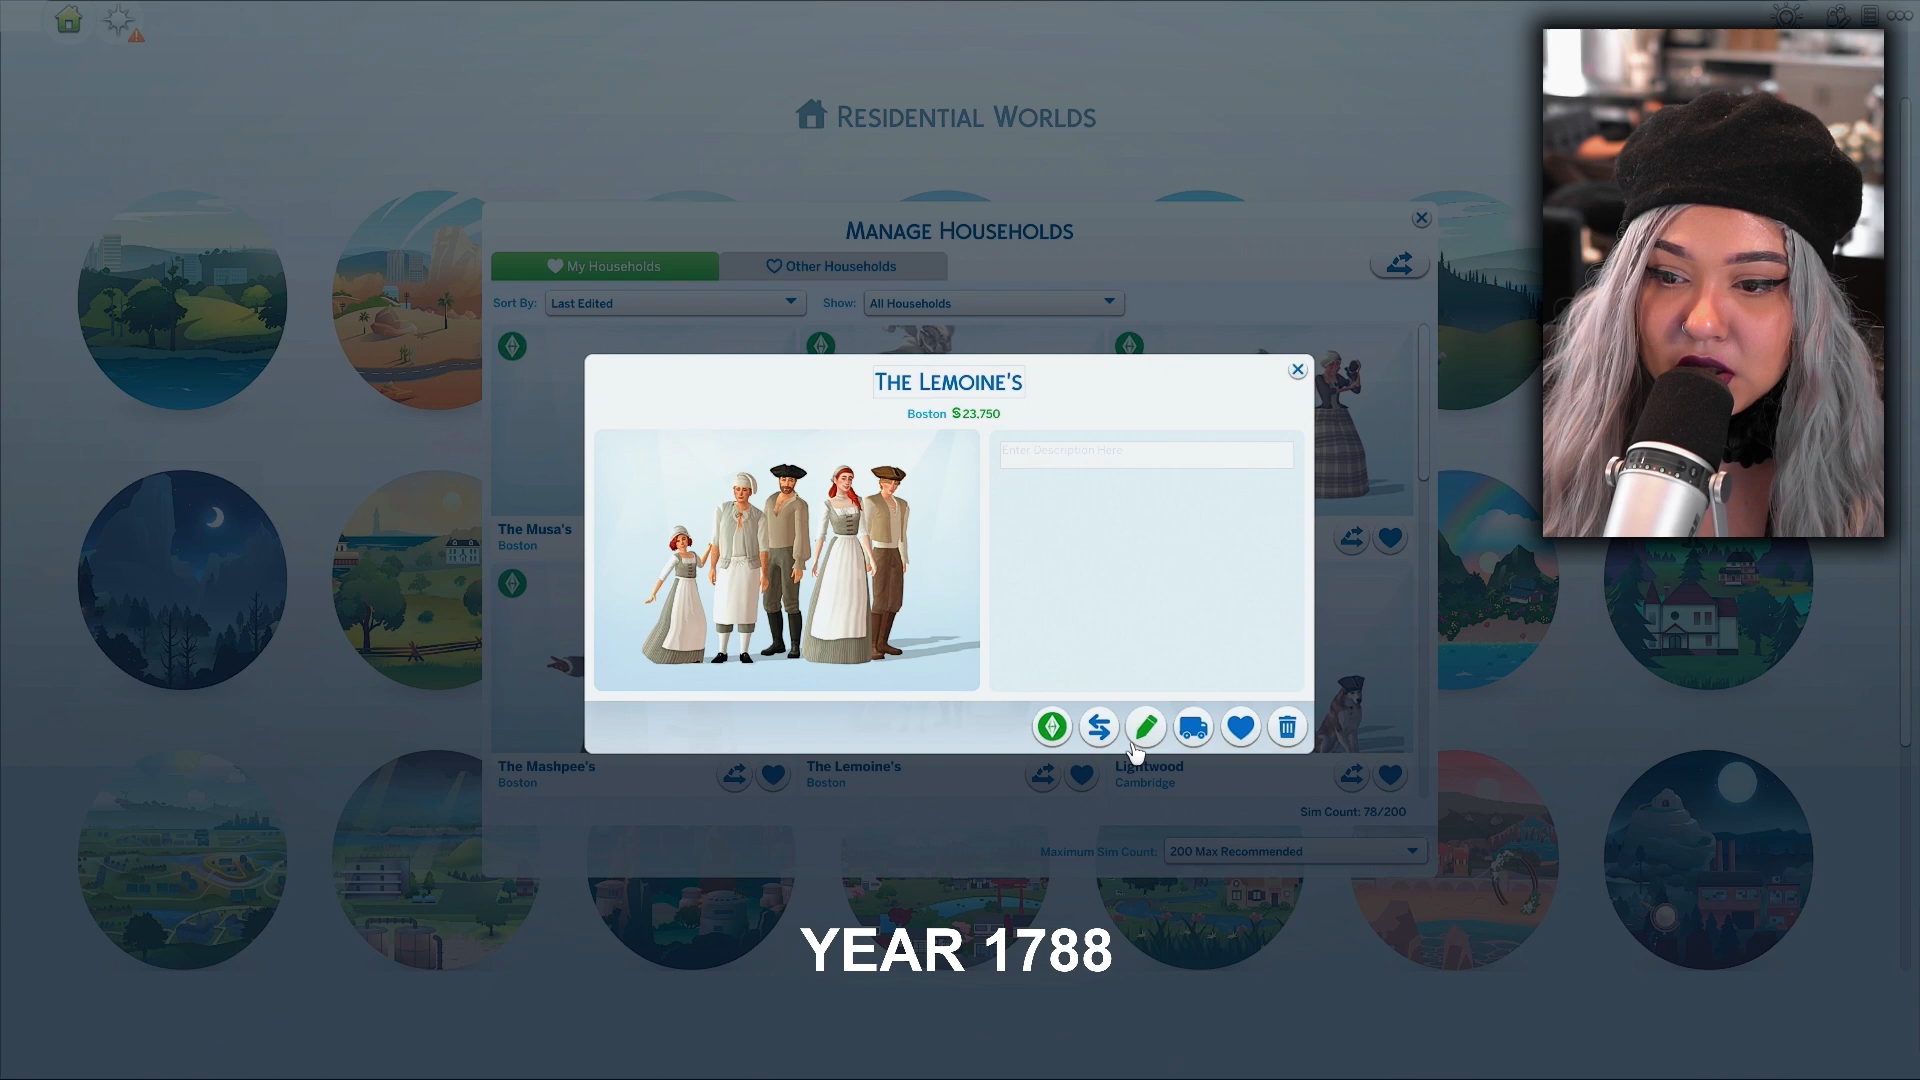 RESIDENTIAL WORLDS
MANAGE HOUSEHOLDS
My Households
Other Households
Sort By:
Last Edited
Show:
All Households
THE LEMOINE'S
Boston
$23,750
Enter Description Here
The Musa's
Boston
The Mashpee's
Boston
The Lemoine's
Boston
Lightwood
Cambridge
Sim Count: 78/200
Maximum Sim Count:
200 Max Recommended
YEAR 1788